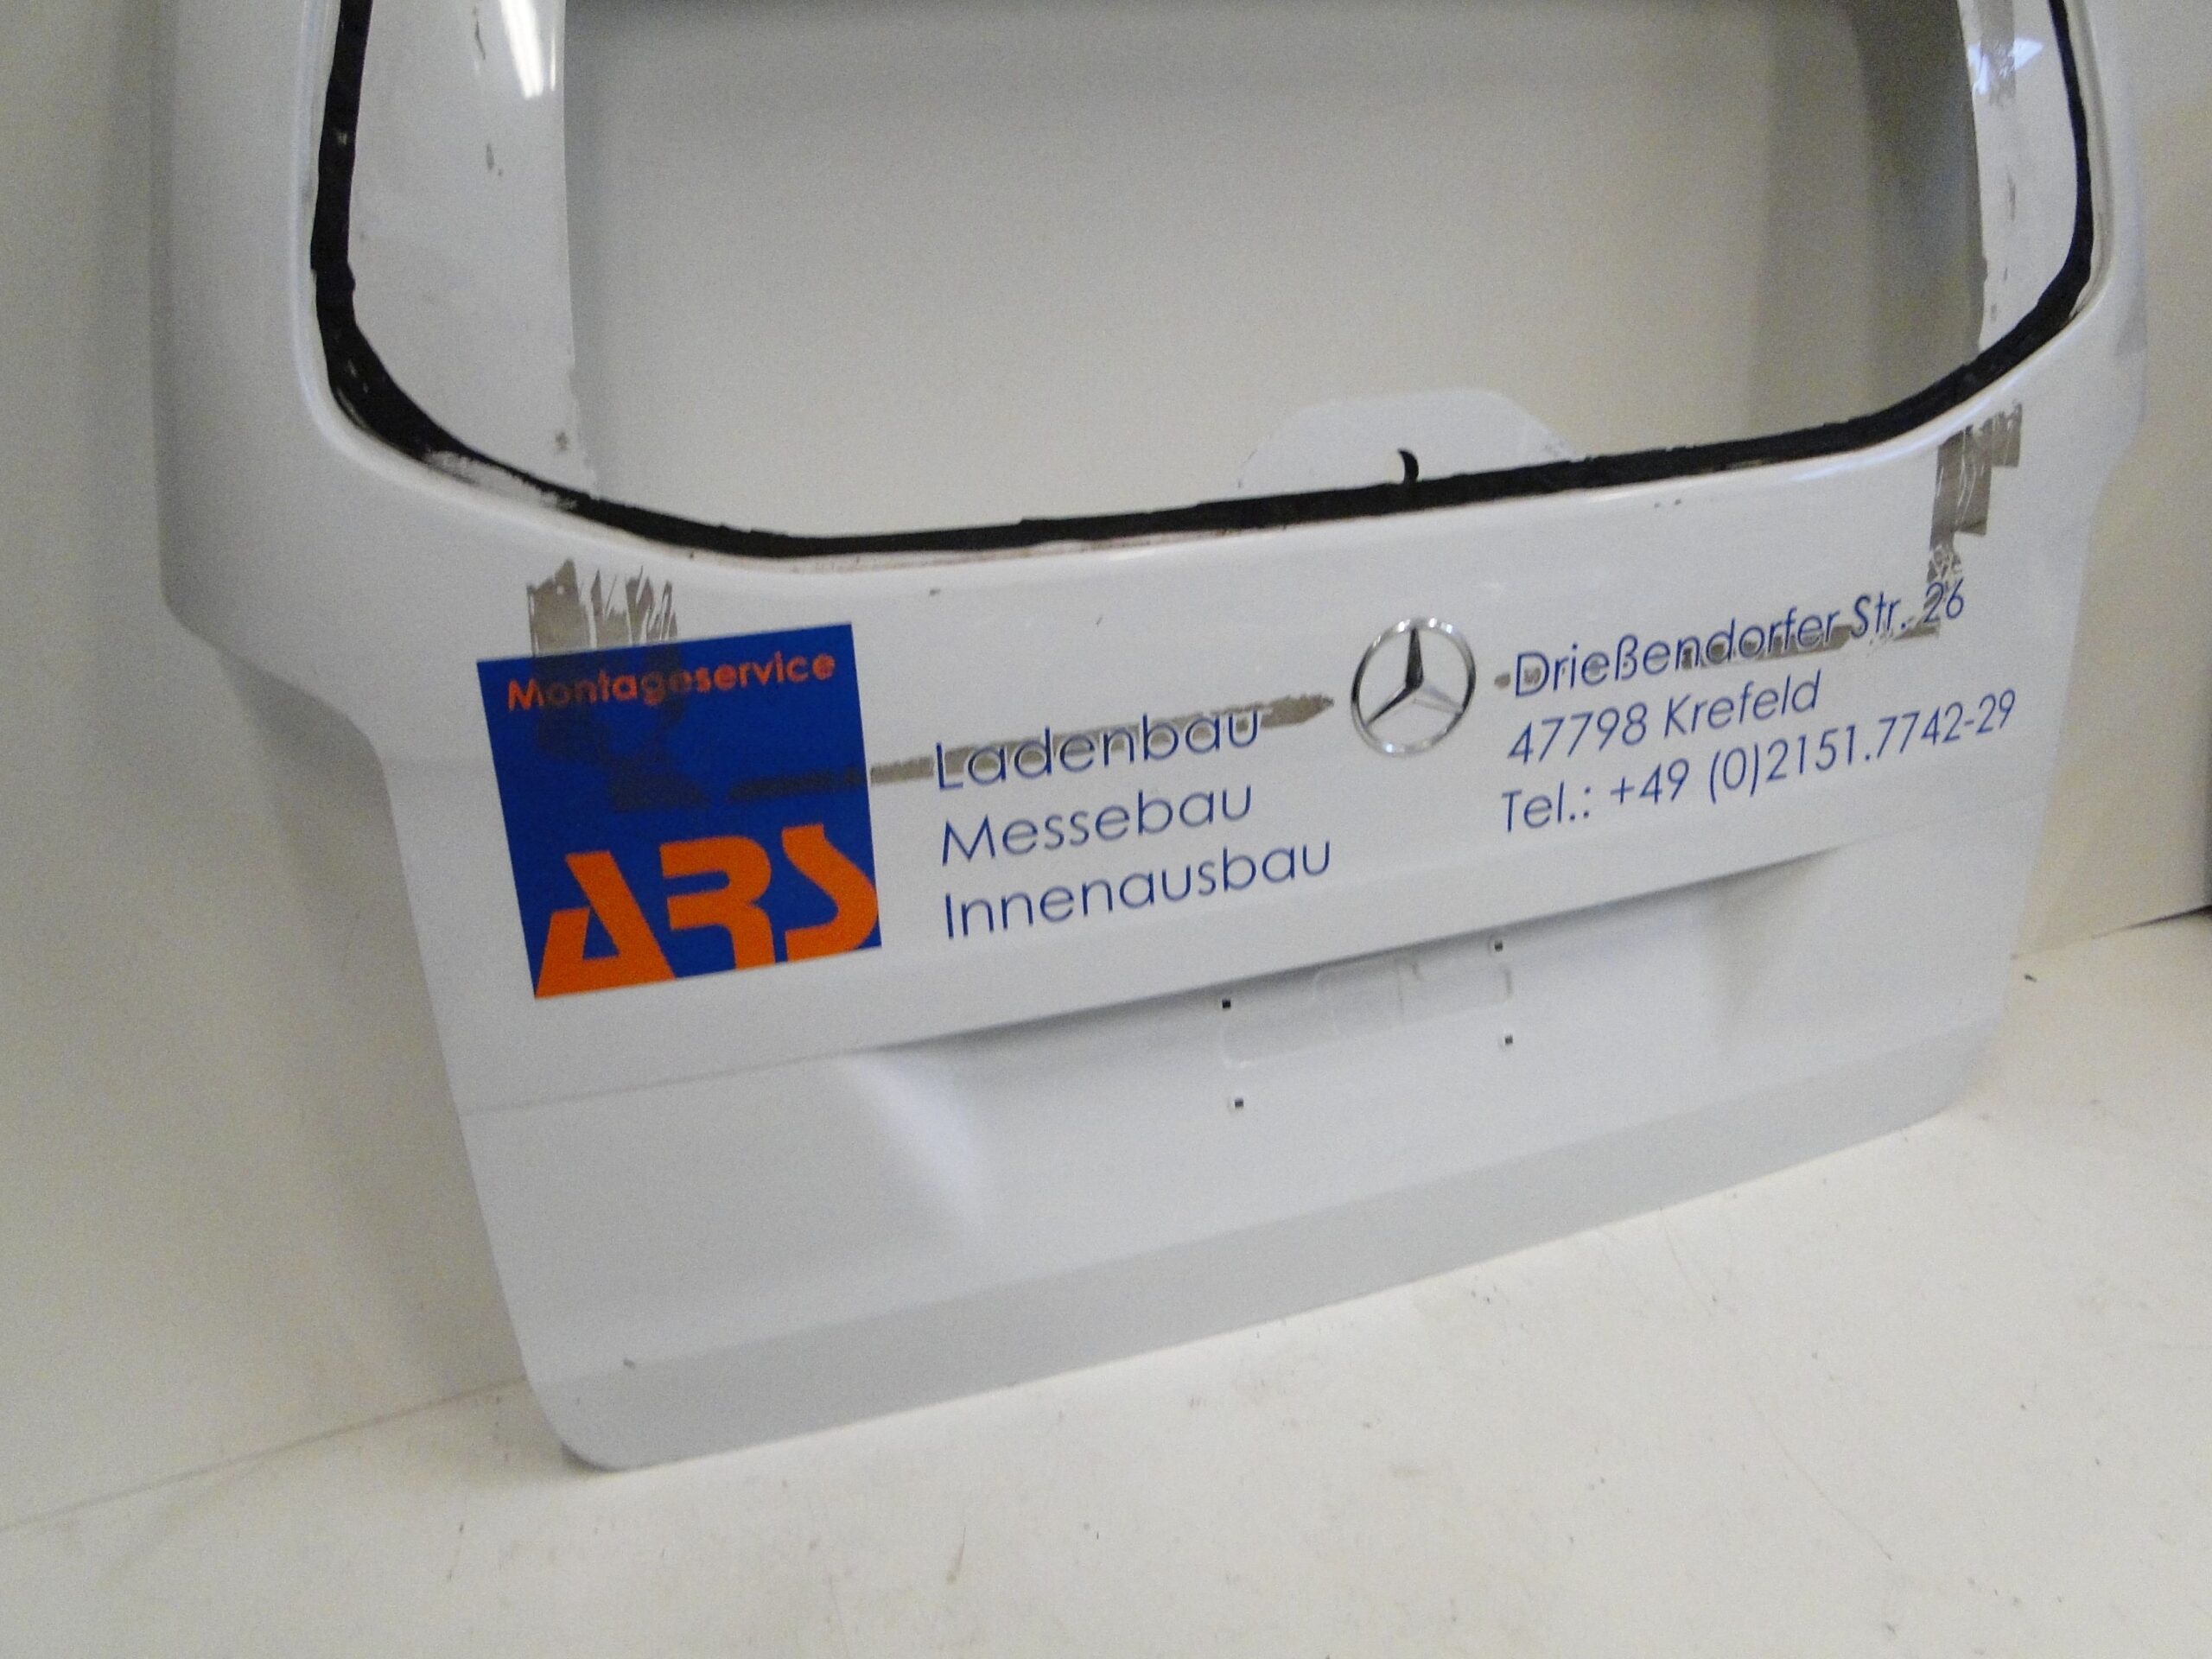 Montageservice
ARS
Ladenbau
Messebau
Innenausbau
Drießendorfer Str. 26
47798 Krefeld
Tel.: +49 (0)2151.7742-29